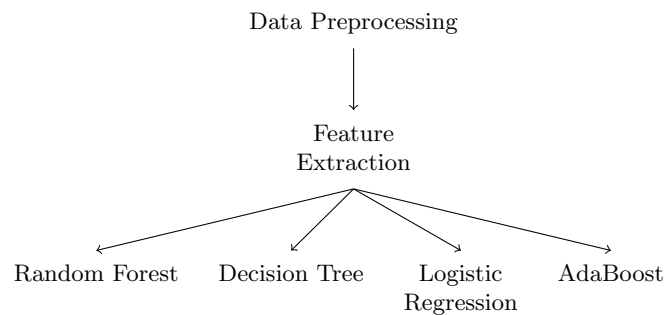 Data Preprocessing
Feature
Extraction
Random Forest
Decision Tree
Logistic
Regression
AdaBoost